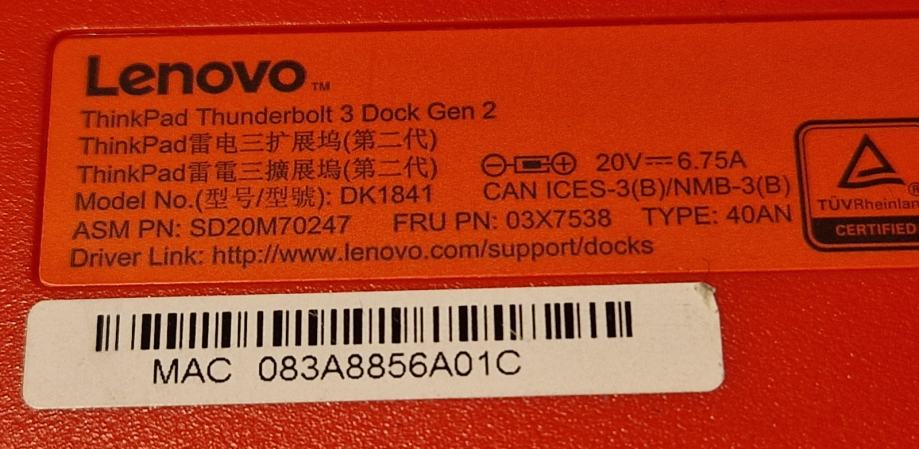 Lenovo™
ThinkPad Thunderbolt 3 Dock Gen 2
ThinkPad雷电三扩展坞(第二代)
ThinkPad雷電三擴展塢(第二代)
20V⎓6.75A
Model No.(型号/型號): DK1841
CAN ICES-3(B)/NMB-3(B)
ASM PN: SD20M70247 FRU PN: 03X7538 TYPE: 40AN
Driver Link: http://www.lenovo.com/support/docks
TÜVRheinland®
CERTIFIED
MAC 083A8856A01C